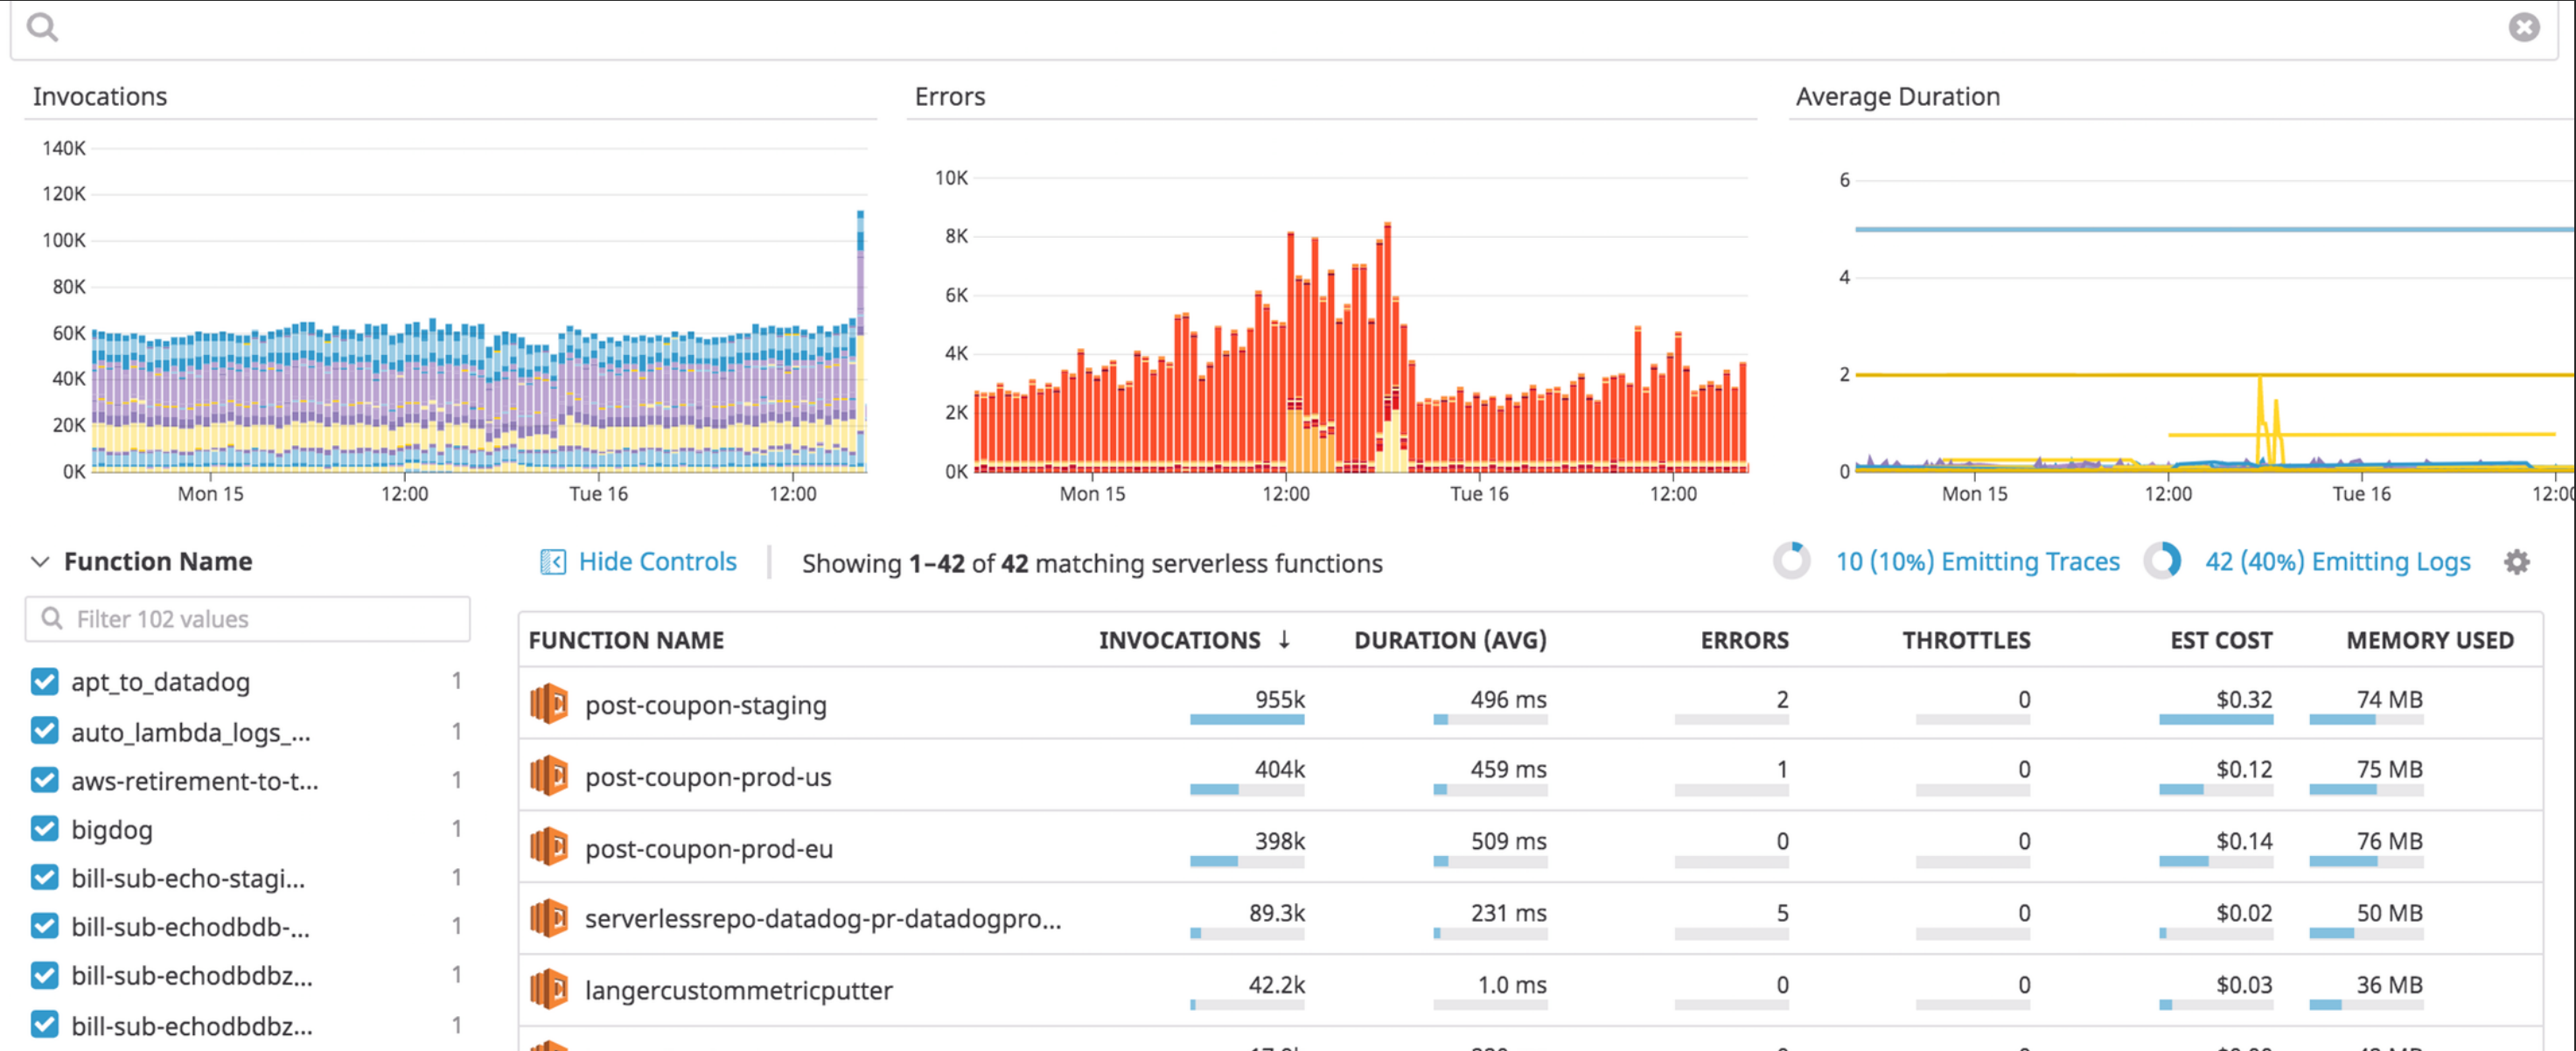 Invocations
140K
120K
100K
80K
60K
40K
20K
0K
Mon 15 12:00 Tue 16 12:00
Errors
10K
8K
6K
4K
2K
0K
Mon 15 12:00 Tue 16 12:00
Average Duration
6
4
2
0
Mon 15 12:00 Tue 16 12:00
Function Name
Filter 102 values
apt_to_datadog 1
auto_lambda_logs_... 1
aws-retirement-to-t... 1
bigdog 1
bill-sub-echo-stagi... 1
bill-sub-echodbdb-... 1
bill-sub-echodbdbz... 1
bill-sub-echodbdbz... 1
Hide Controls Showing 1–42 of 42 matching serverless functions 10 (10%) Emitting Traces 42 (40%) Emitting Logs
FUNCTION NAME INVOCATIONS ↓ DURATION (AVG) ERRORS THROTTLES EST COST MEMORY USED
post-coupon-staging 955k 496 ms 2 0 $0.32 74 MB
post-coupon-prod-us 404k 459 ms 1 0 $0.12 75 MB
post-coupon-prod-eu 398k 509 ms 0 0 $0.14 76 MB
serverlessrepo-datadog-pr-datadogpro... 89.3k 231 ms 5 0 $0.02 50 MB
langercustommetricputter 42.2k 1.0 ms 0 0 $0.03 36 MB